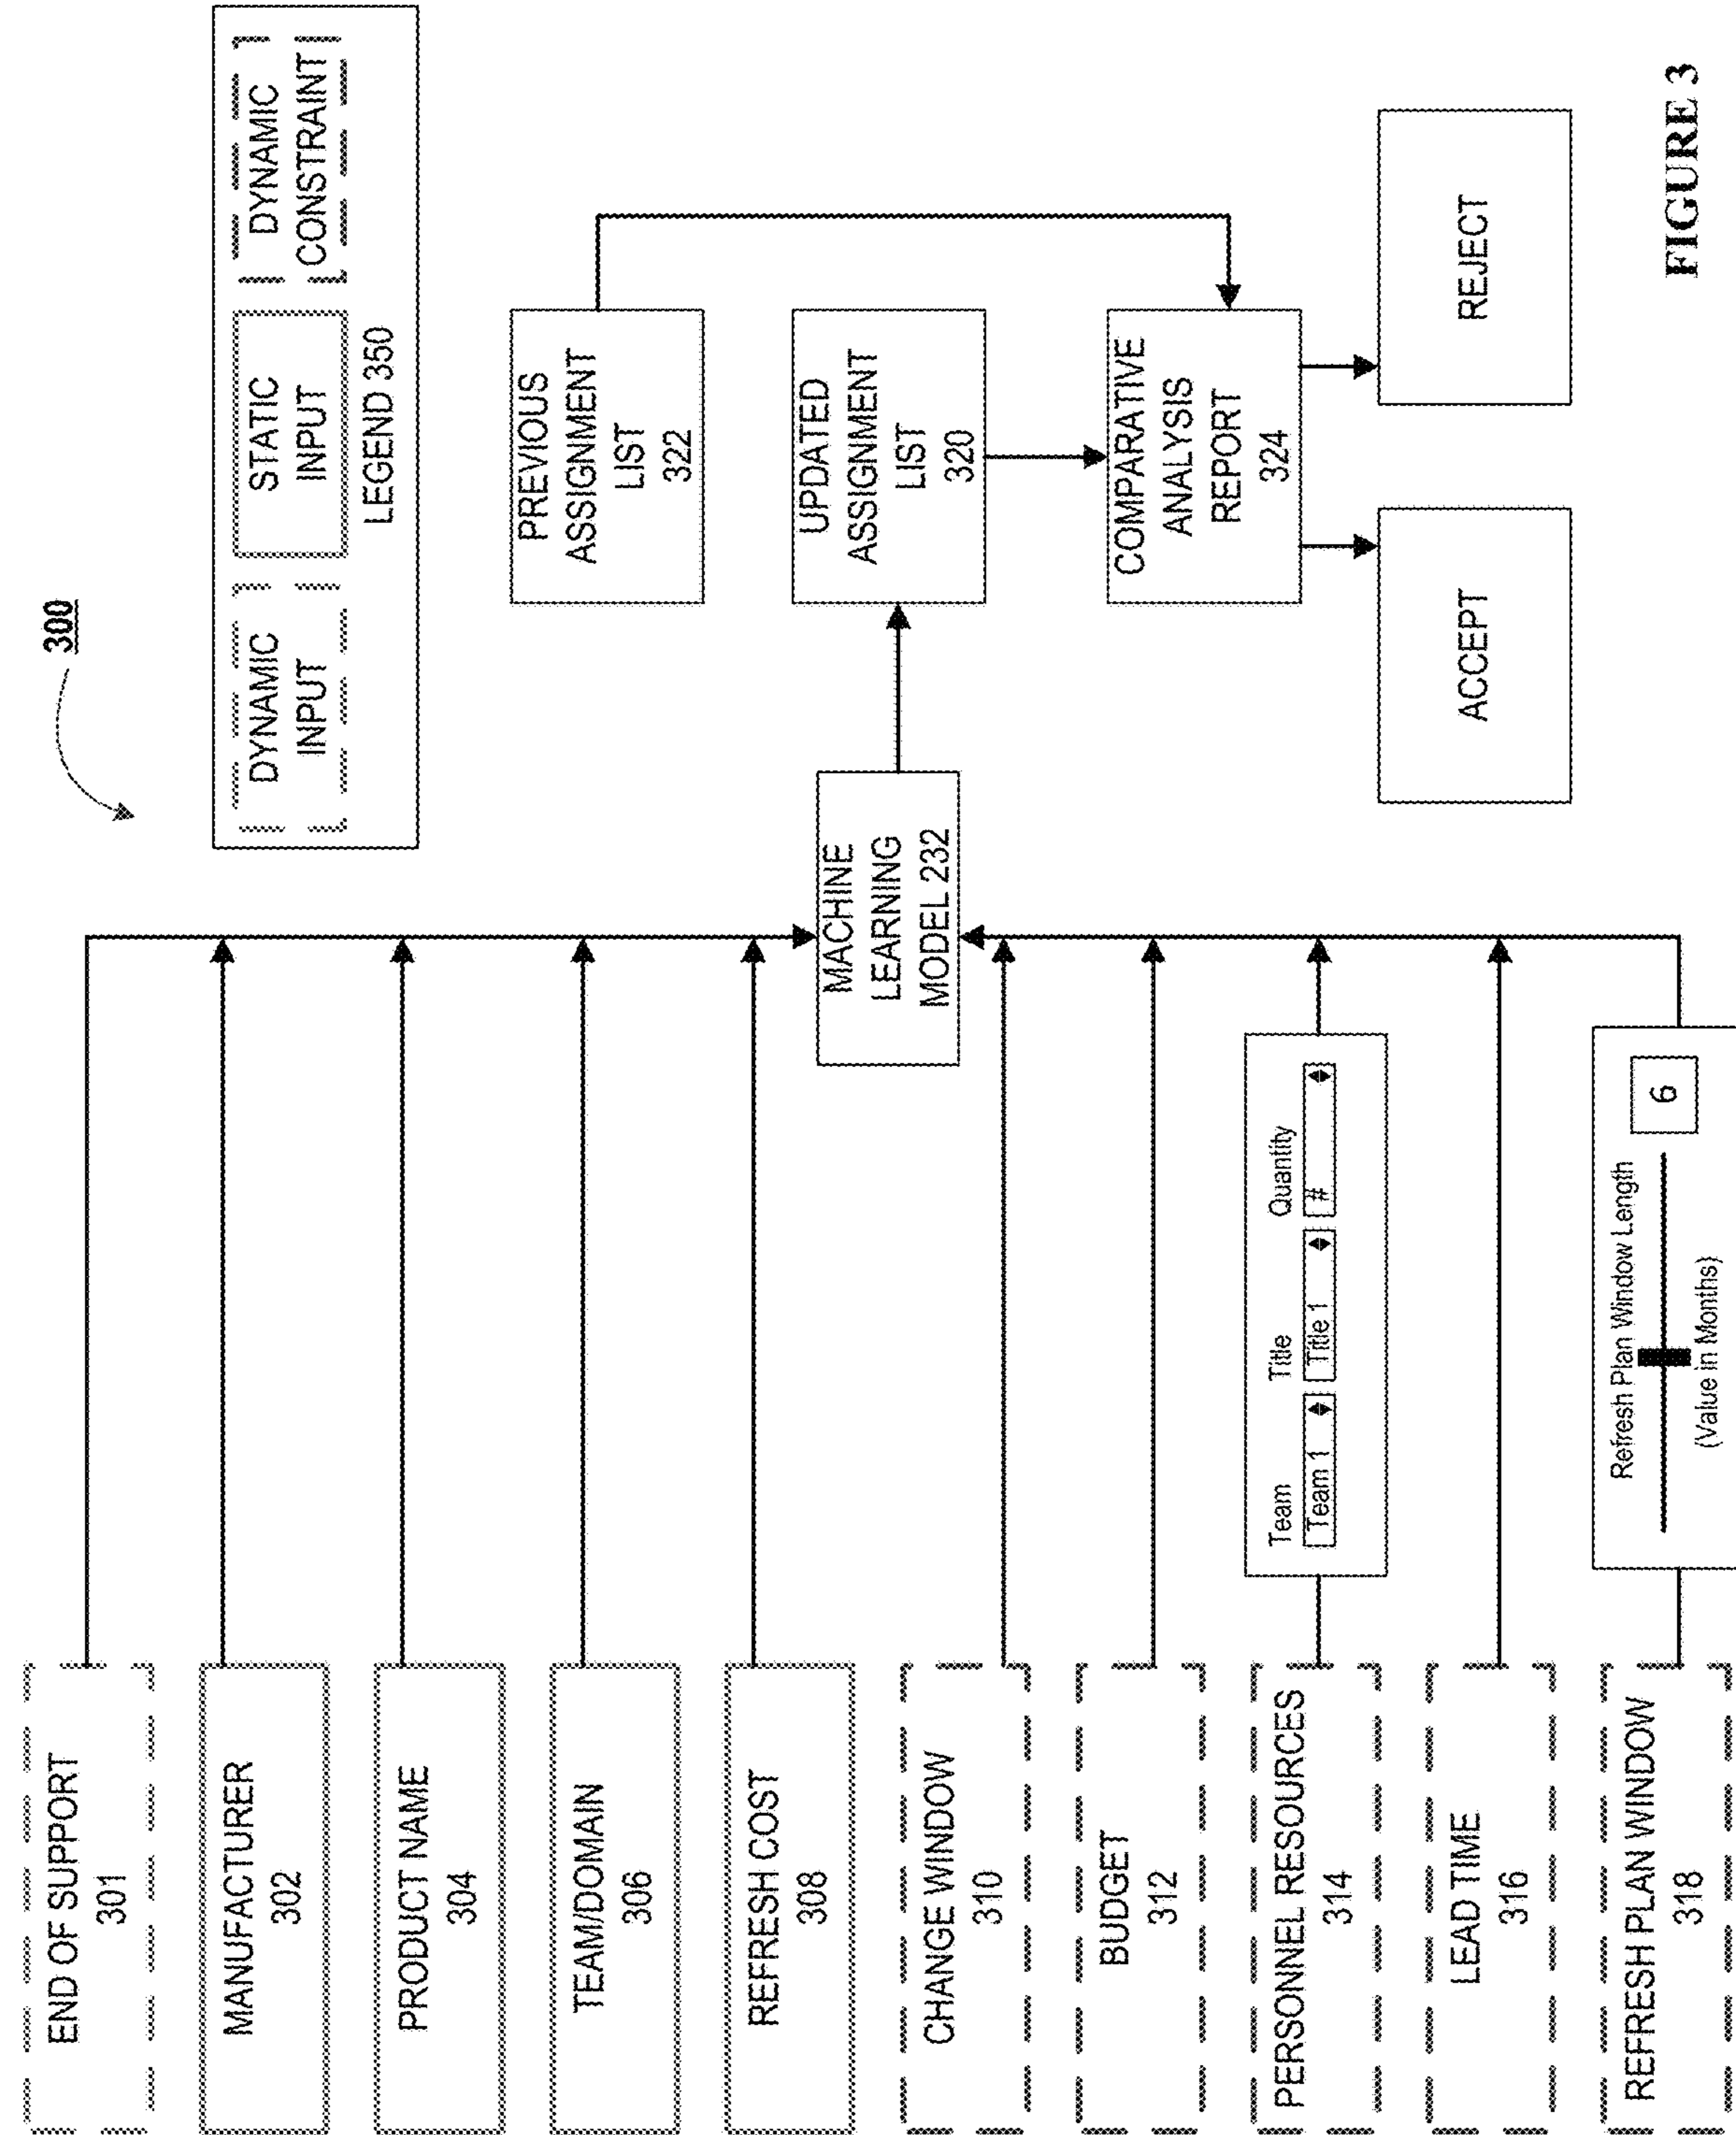 300
DYNAMIC
INPUT
STATIC
INPUT
DYNAMIC
CONSTRAINT
LEGEND 350
END OF SUPPORT
301
MANUFACTURER
302
PRODUCT NAME
304
TEAM/DOMAIN
306
REFRESH COST
308
CHANGE WINDOW
310
BUDGET
312
PERSONNEL RESOURCES
314
LEAD TIME
316
REFRESH PLAN WINDOW
318
Team
Title
Quantity
Team 1
Title 1
#
Refresh Plan Window Length
6
(Value in Months)
MACHINE
LEARNING
MODEL 232
PREVIOUS
ASSIGNMENT
LIST
322
UPDATED
ASSIGNMENT
LIST
320
COMPARATIVE
ANALYSIS
REPORT
324
ACCEPT
REJECT
FIGURE 3